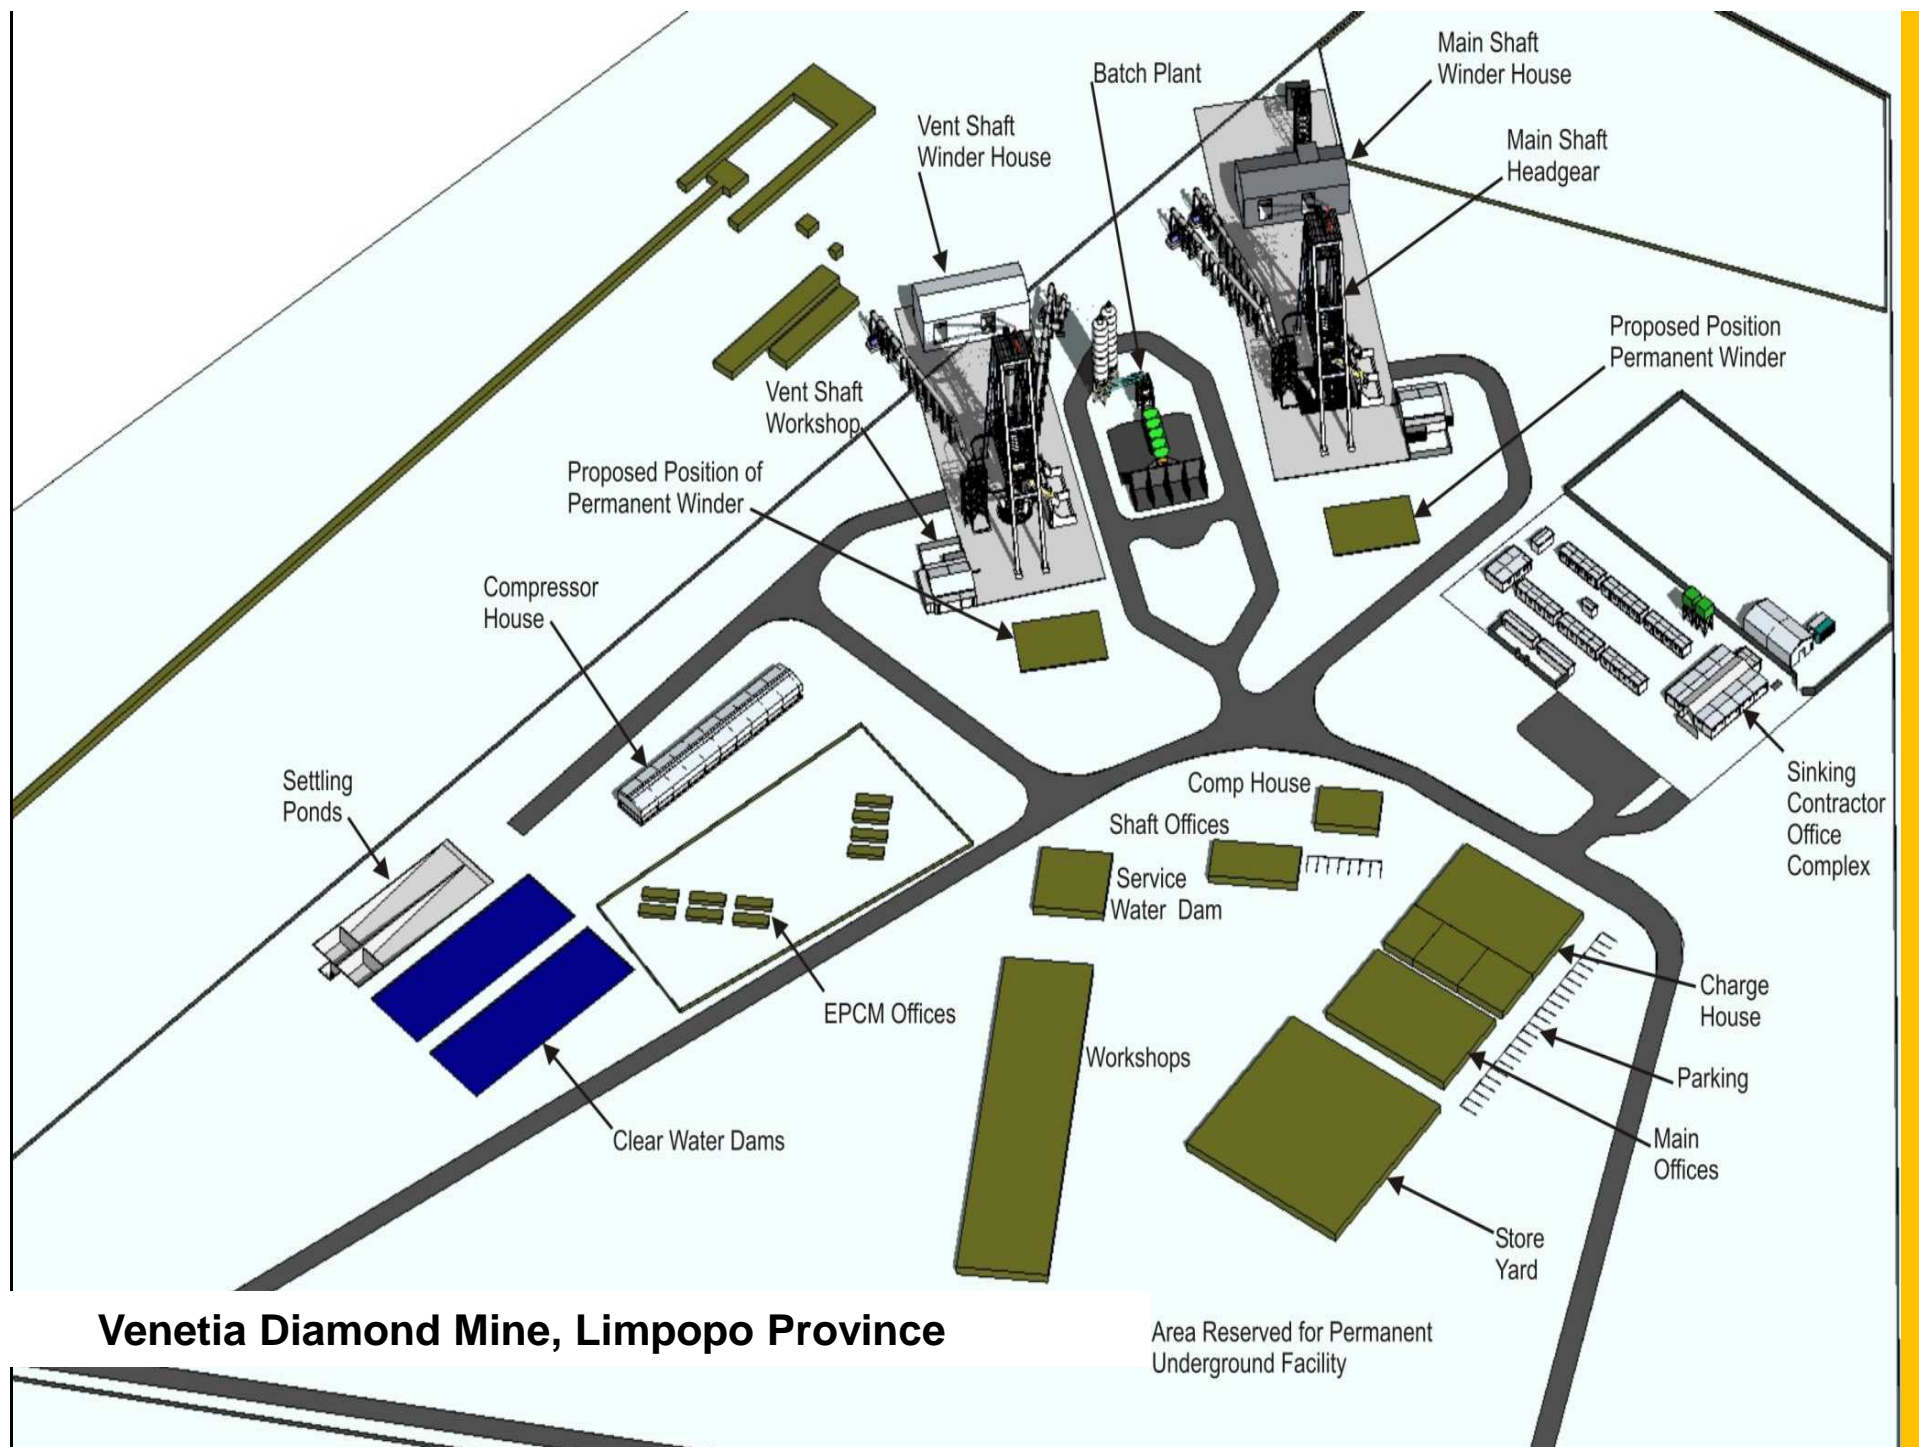 Main Shaft
Winder House
Batch Plant
Vent Shaft
Winder House
Main Shaft
Headgear
Proposed Position
Permanent Winder
Vent Shaft
Workshop
Proposed Position of
Permanent Winder
Compressor
House
Settling
Ponds
Comp House
Shaft Offices
Service
Water Dam
Sinking
Contractor
Office
Complex
EPCM Offices
Charge
House
Workshops
Parking
Clear Water Dams
Main
Offices
Store
Yard
Venetia Diamond Mine, Limpopo Province
Area Reserved for Permanent
Underground Facility